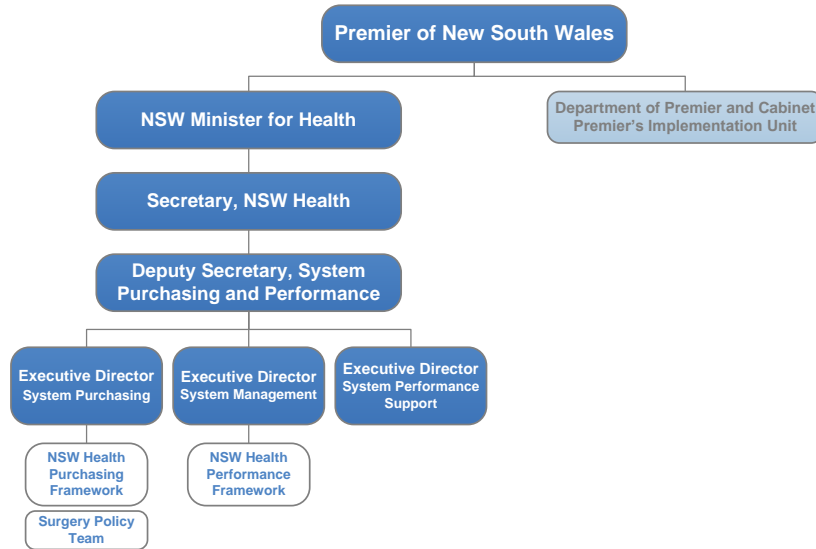 Premier of New South Wales
NSW Minister for Health
Department of Premier and Cabinet
Premier's Implementation Unit
Secretary, NSW Health
Deputy Secretary, System
Purchasing and Performance
Executive Director
System Purchasing
Executive Director
System Management
Executive Director
System Performance
Support
NSW Health
Purchasing
Framework
NSW Health
Performance
Framework
Surgery Policy
Team